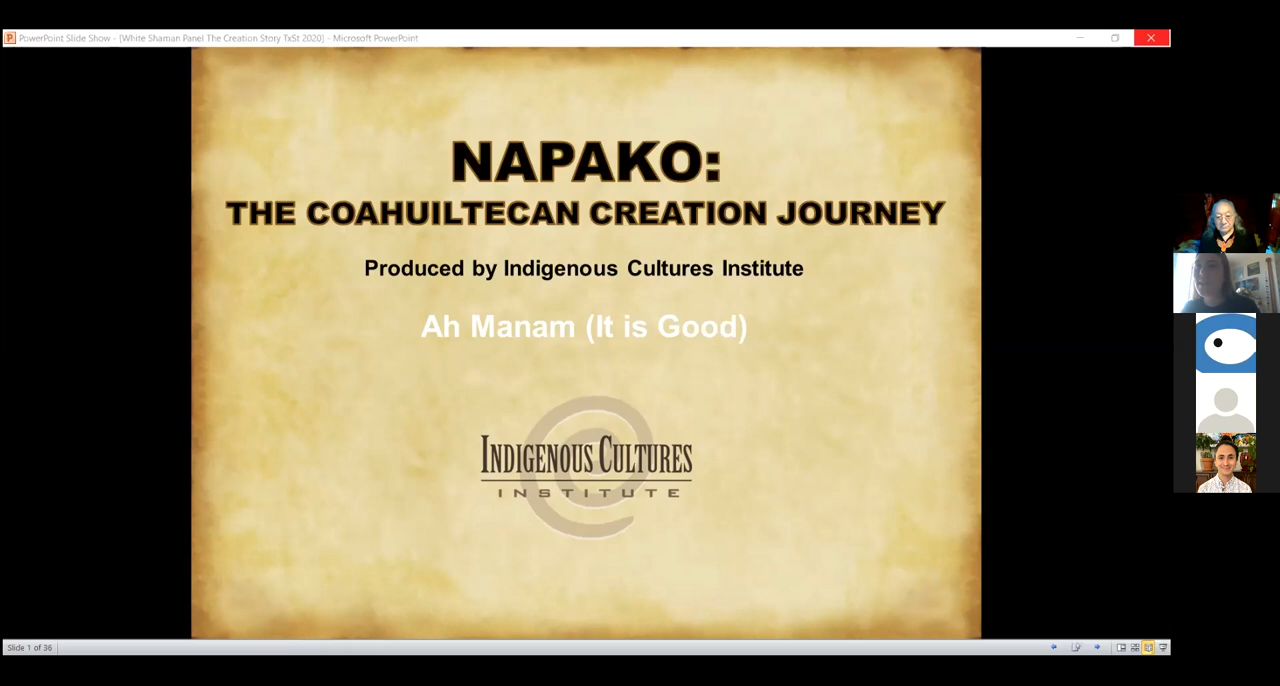 PowerPoint Slide Show - [White Shaman Panel The Creation Story TxSt 2020] - Microsoft PowerPoint
NAPAKO:
THE COAHUILTECAN CREATION JOURNEY
Produced by Indigenous Cultures Institute
Ah Manam (It is Good)
INDIGENOUS CULTURES
INSTITUTE
Slide 1 of 36